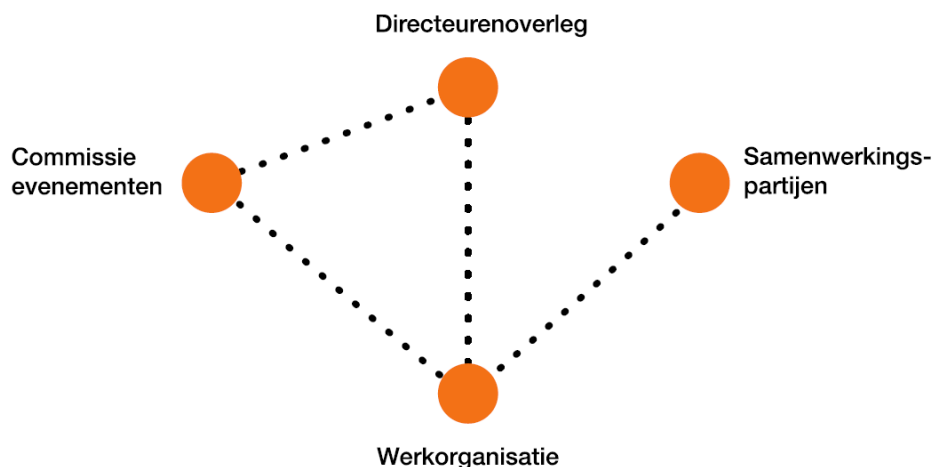 Directeurenoverleg
Commissie
evenementen
Samenwerkings-
partijen
Werkorganisatie